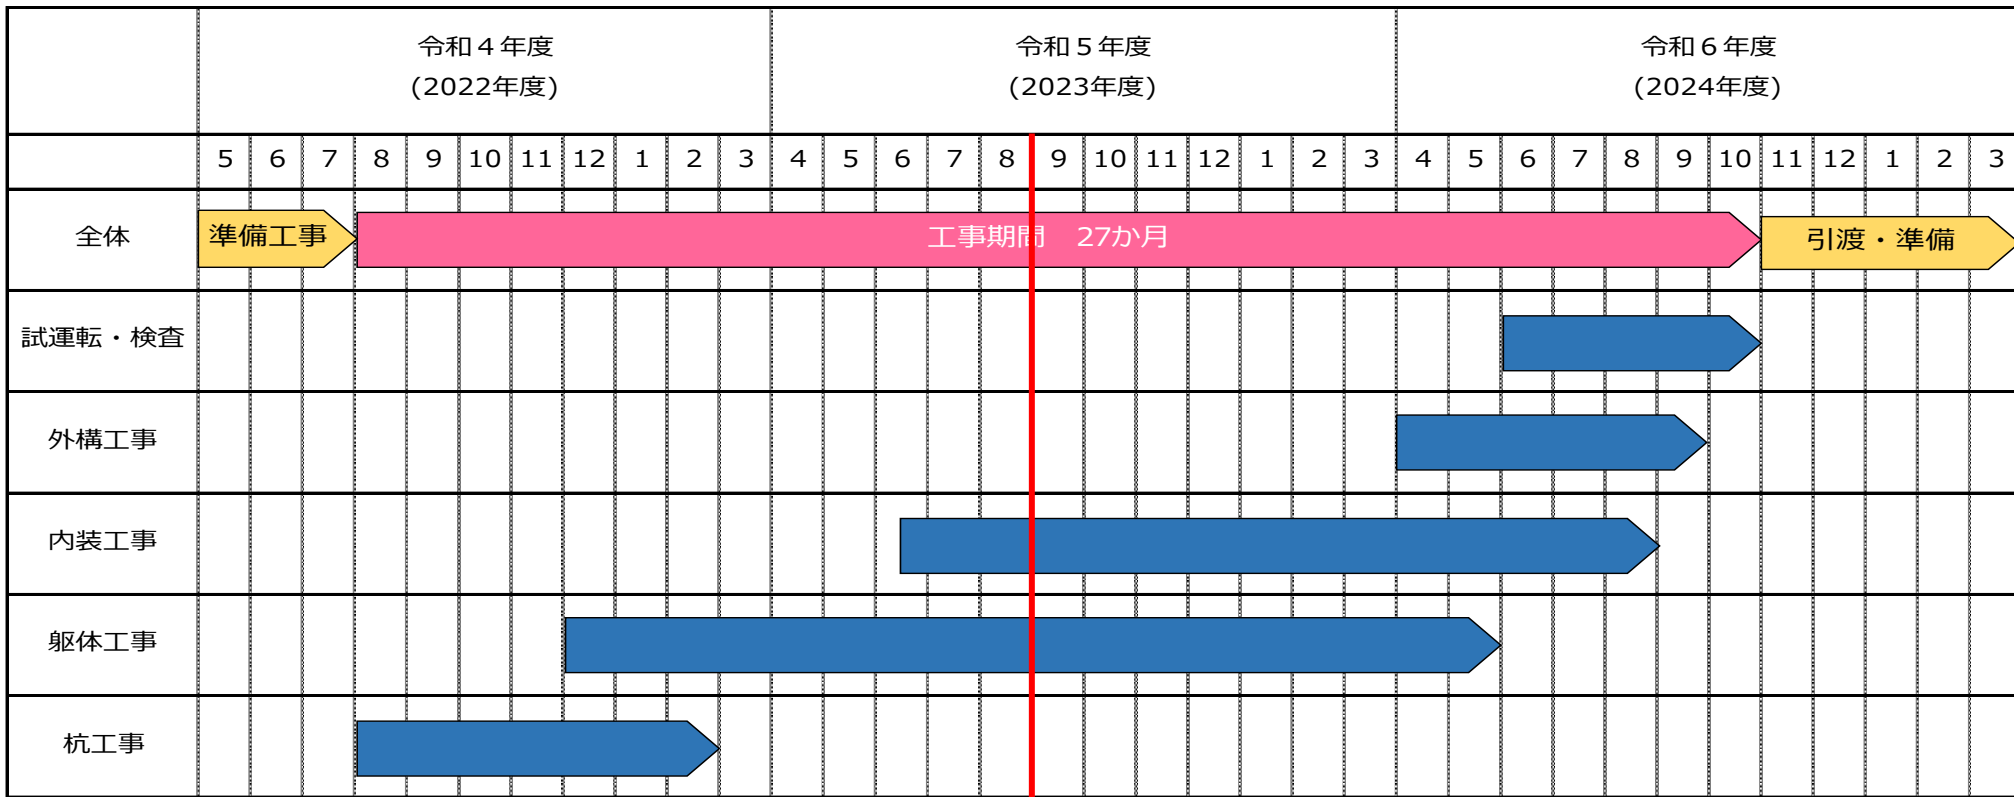 令和４年度
(2022年度)
令和５年度
(2023年度)
令和６年度
(2024年度)
5 6 7 8 9 10 11 12 1 2 3 4 5 6 7 8 9 10 11 12 1 2 3 4 5 6 7 8 9 10 11 12 1 2 3
全体 準備工事 工事期間　27か月 引渡・準備
試運転・検査
外構工事
内装工事
躯体工事
杭工事